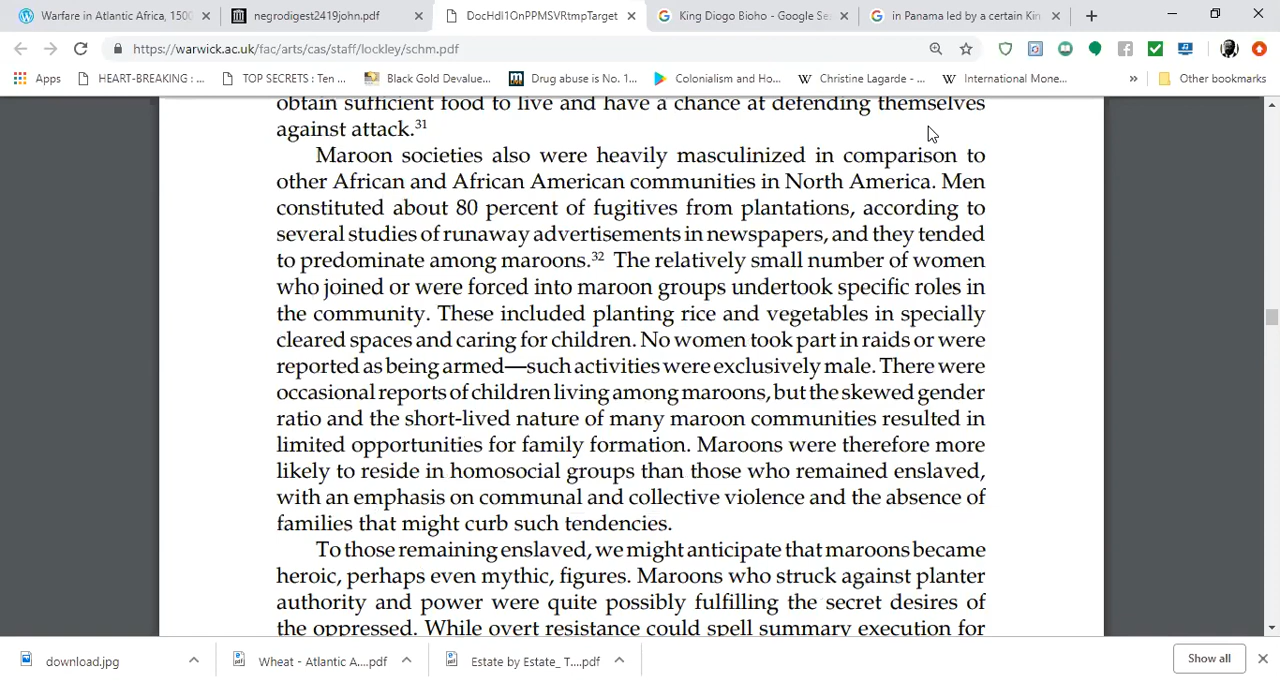 Warfare in Atlantic Africa, 1500
negrodigest2419john.pdf
DocHdl1OnPPMSVRtmpTarget
King Diogo Bioho - Google Se
in Panama led by a certain Kin
https://warwick.ac.uk/fac/arts/cas/staff/lockley/schm.pdf
Apps
HEART-BREAKING : ...
TOP SECRETS : Ten ...
Black Gold Devalue...
Drug abuse is No. 1...
Colonialism and Ho...
Christine Lagarde - ...
International Mone...
»
Other bookmarks
obtain sufficient food to live and have a chance at defending themselves
against attack.31
Maroon societies also were heavily masculinized in comparison to
other African and African American communities in North America. Men
constituted about 80 percent of fugitives from plantations, according to
several studies of runaway advertisements in newspapers, and they tended
to predominate among maroons.32 The relatively small number of women
who joined or were forced into maroon groups undertook specific roles in
the community. These included planting rice and vegetables in specially
cleared spaces and caring for children. No women took part in raids or were
reported as being armed—such activities were exclusively male. There were
occasional reports of children living among maroons, but the skewed gender
ratio and the short-lived nature of many maroon communities resulted in
limited opportunities for family formation. Maroons were therefore more
likely to reside in homosocial groups than those who remained enslaved,
with an emphasis on communal and collective violence and the absence of
families that might curb such tendencies.
To those remaining enslaved, we might anticipate that maroons became
heroic, perhaps even mythic, figures. Maroons who struck against planter
authority and power were quite possibly fulfilling the secret desires of
the oppressed. While overt resistance could spell summary execution for
download.jpg
Wheat - Atlantic A....pdf
Estate by Estate_ T....pdf
Show all